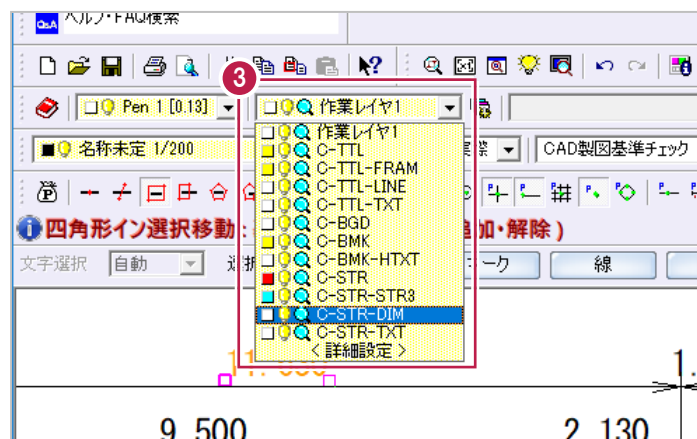 Q&A ヘルプ・FAQ検索
3
Pen 1 [0.13] 作業レイヤ1
作業レイヤ1
C-TTL
C-TTL-FRAM
C-TTL-LINE
C-TTL-TXT
C-BGD
C-BMK
C-BMK-HTXT
C-STR
C-STR-STR3
C-STR-DIM
C-STR-TXT
＜詳細設定＞
名称未定 1/200
CAD製図基準チェック
四角形イン選択移動:
加・解除 )
文字選択 自動
ーク 線
9.500 2.130